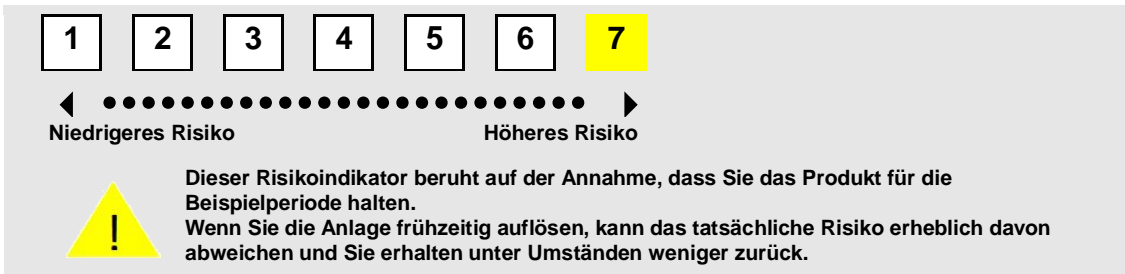 1 2 3 4 5 6 7
Niedrigeres Risiko Höheres Risiko
Dieser Risikoindikator beruht auf der Annahme, dass Sie das Produkt für die
Beispielperiode halten.
Wenn Sie die Anlage frühzeitig auflösen, kann das tatsächliche Risiko erheblich davon
abweichen und Sie erhalten unter Umständen weniger zurück.
!